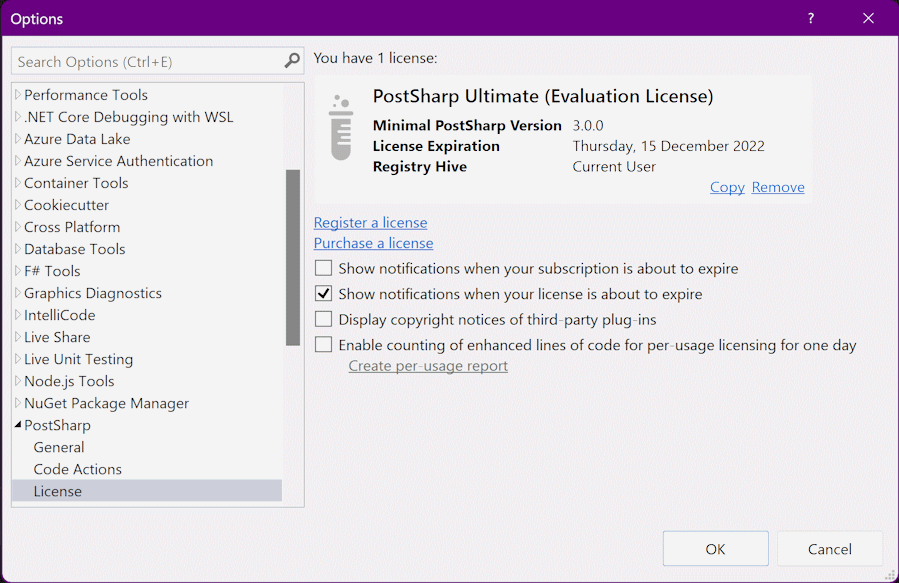 Options
?
Search Options (Ctrl+E)
Performance Tools
.NET Core Debugging with WSL
Azure Data Lake
Azure Service Authentication
Container Tools
Cookiecutter
Cross Platform
Database Tools
F# Tools
Graphics Diagnostics
IntelliCode
Live Share
Live Unit Testing
Node.js Tools
NuGet Package Manager
PostSharp
General
Code Actions
License
You have 1 license:
PostSharp Ultimate (Evaluation License)
Minimal PostSharp Version 3.0.0
License Expiration Thursday, 15 December 2022
Registry Hive Current User
Copy Remove
Register a license
Purchase a license
Show notifications when your subscription is about to expire
Show notifications when your license is about to expire
Display copyright notices of third-party plug-ins
Enable counting of enhanced lines of code for per-usage licensing for one day
Create per-usage report
OK Cancel